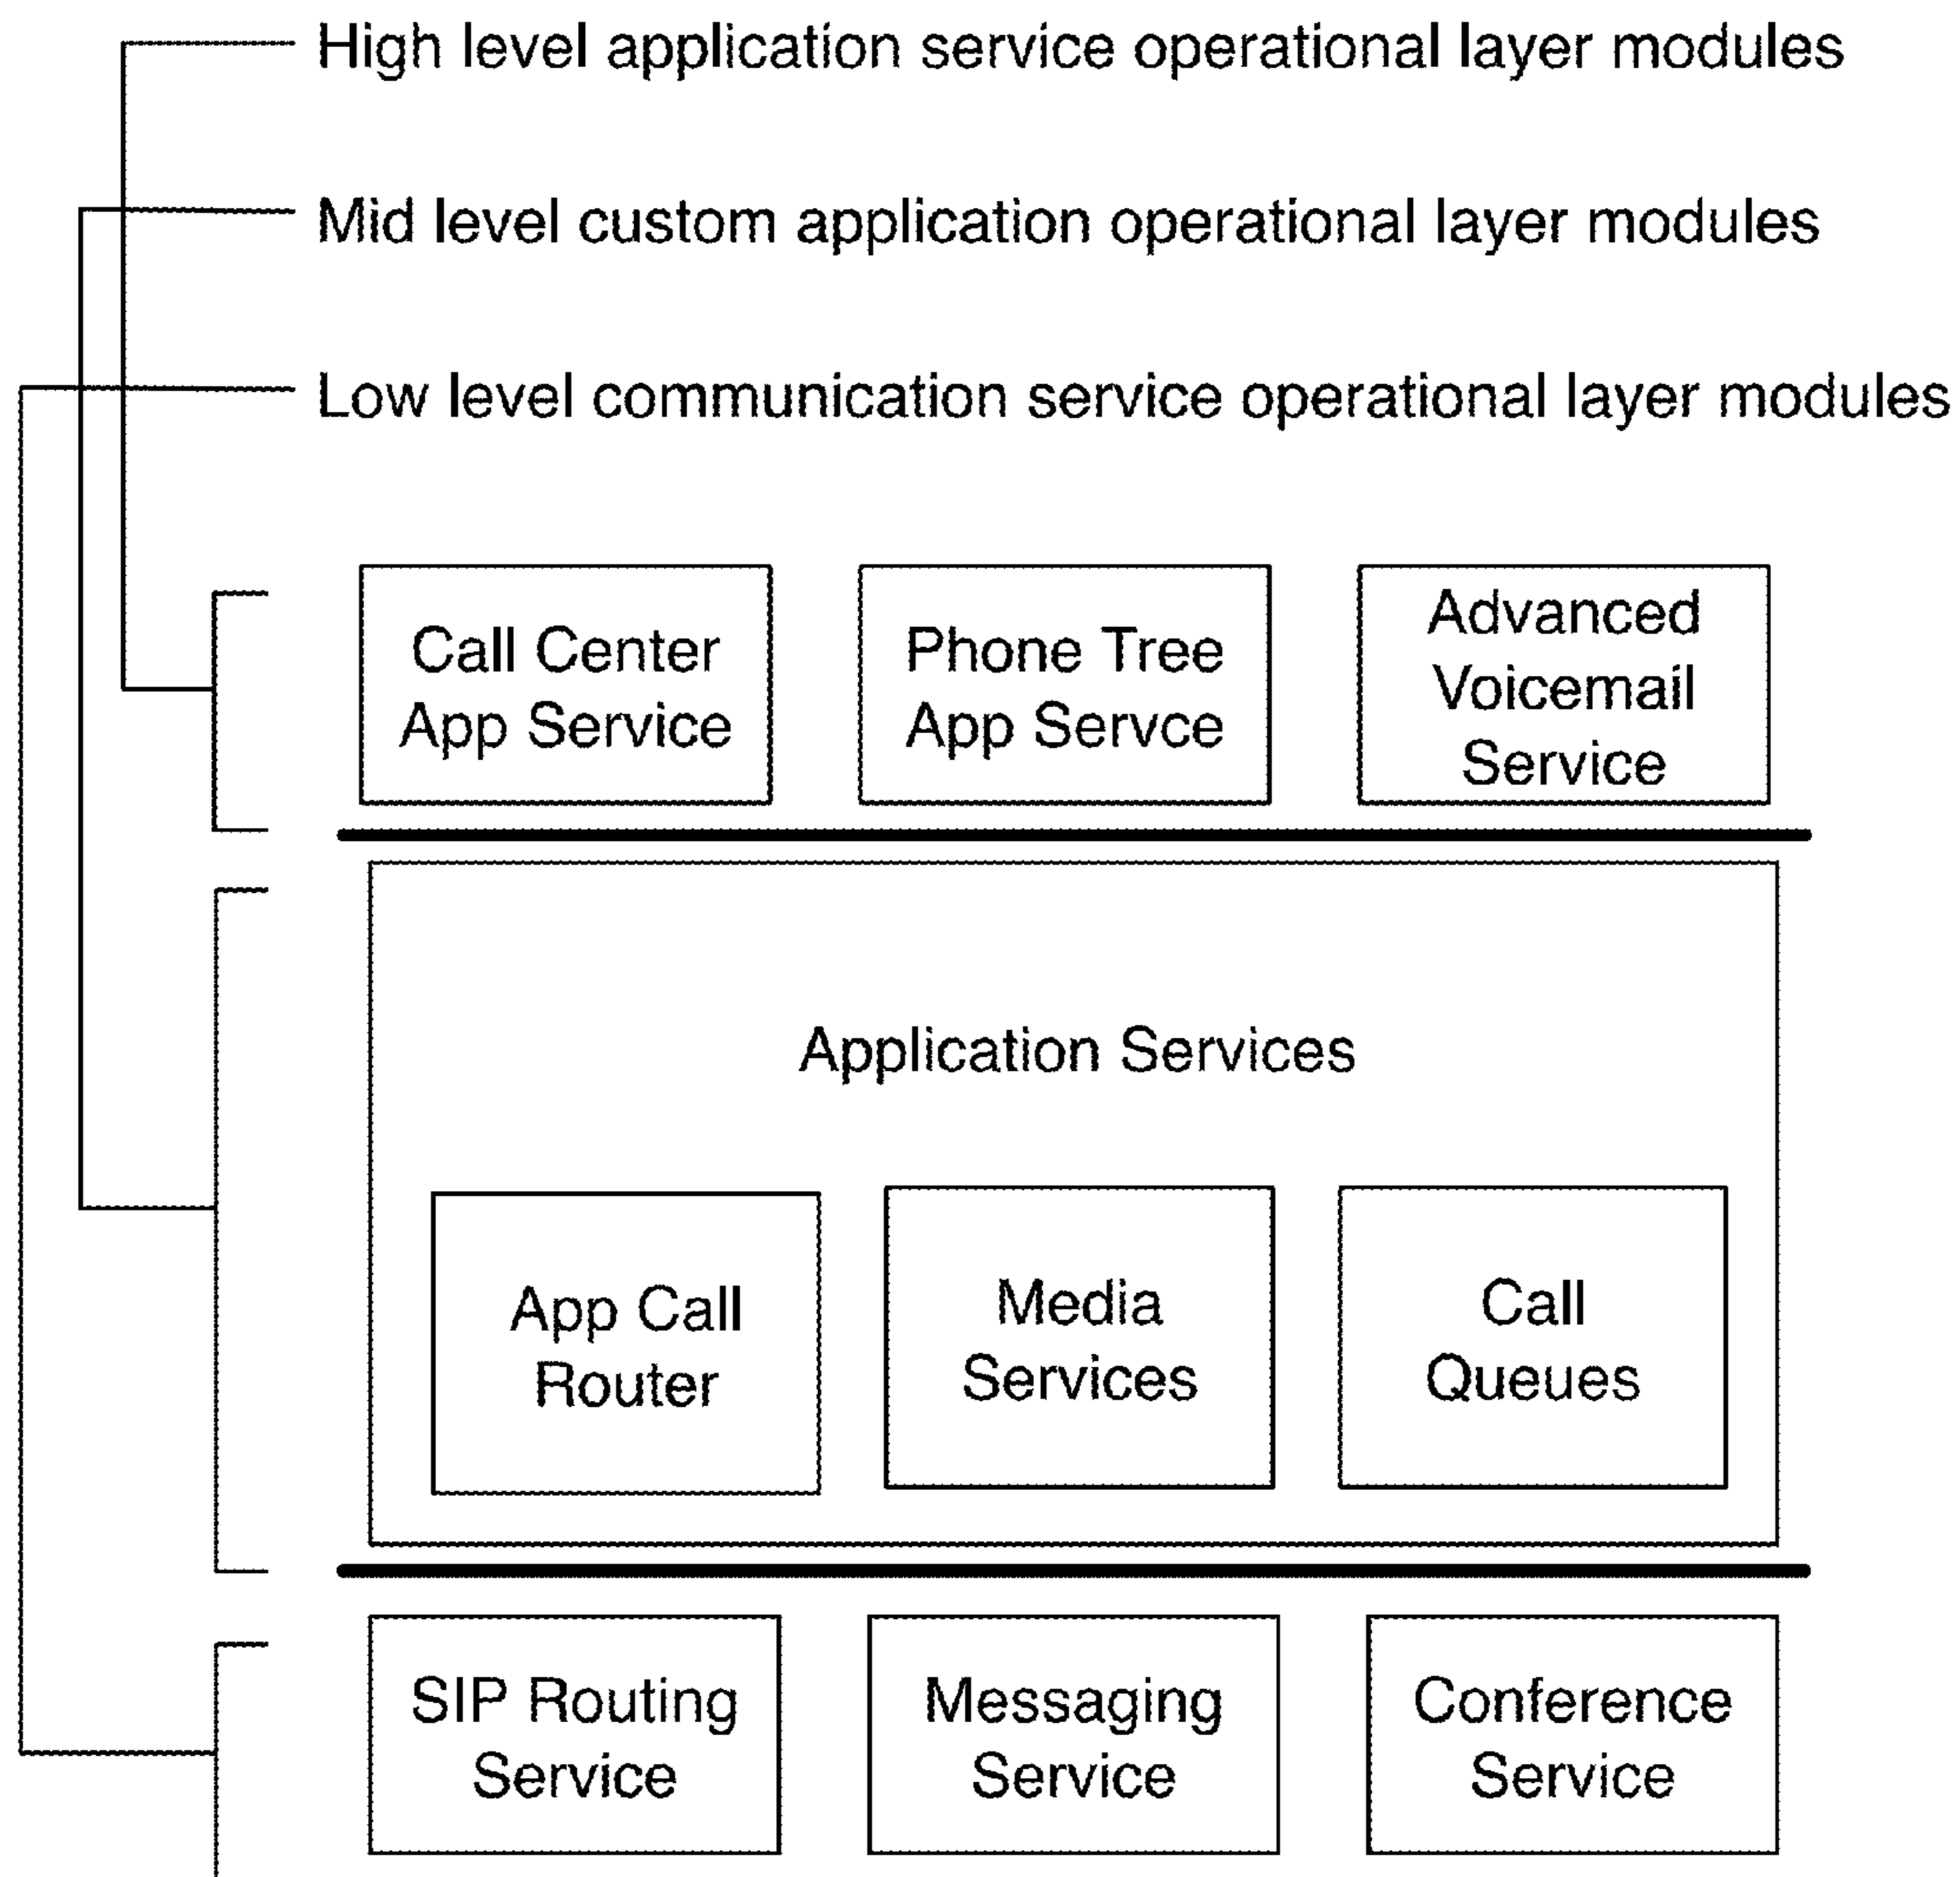 High level application service operational layer modules
Mid level custom application operational layer modules
Low level communication service operational layer modules
Call Center
App Service
Phone Tree
App Servce
Advanced
Voicemail
Service
Application Services
App Call
Router
Media
Services
Call
Queues
SIP Routing
Service
Messaging
Service
Conference
Service